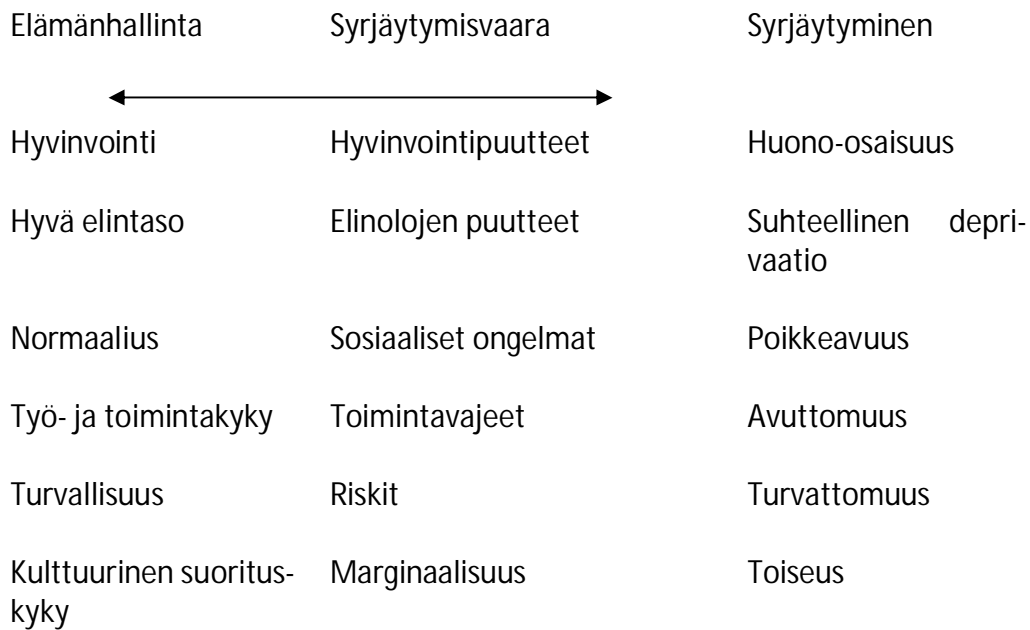 Elämänhallinta Syrjäytymisvaara Syrjäytyminen
Hyvinvointi Hyvinvointipuutteet Huono-osaisuus
Hyvä elintaso Elinolojen puutteet Suhteellinen depri-
vaatio
Normaalius Sosiaaliset ongelmat Poikkeavuus
Työ- ja toimintakyky Toimintavajeet Avuttomuus
Turvallisuus Riskit Turvattomuus
Kulttuurinen suoritus- Marginaalisuus Toiseus
kyky